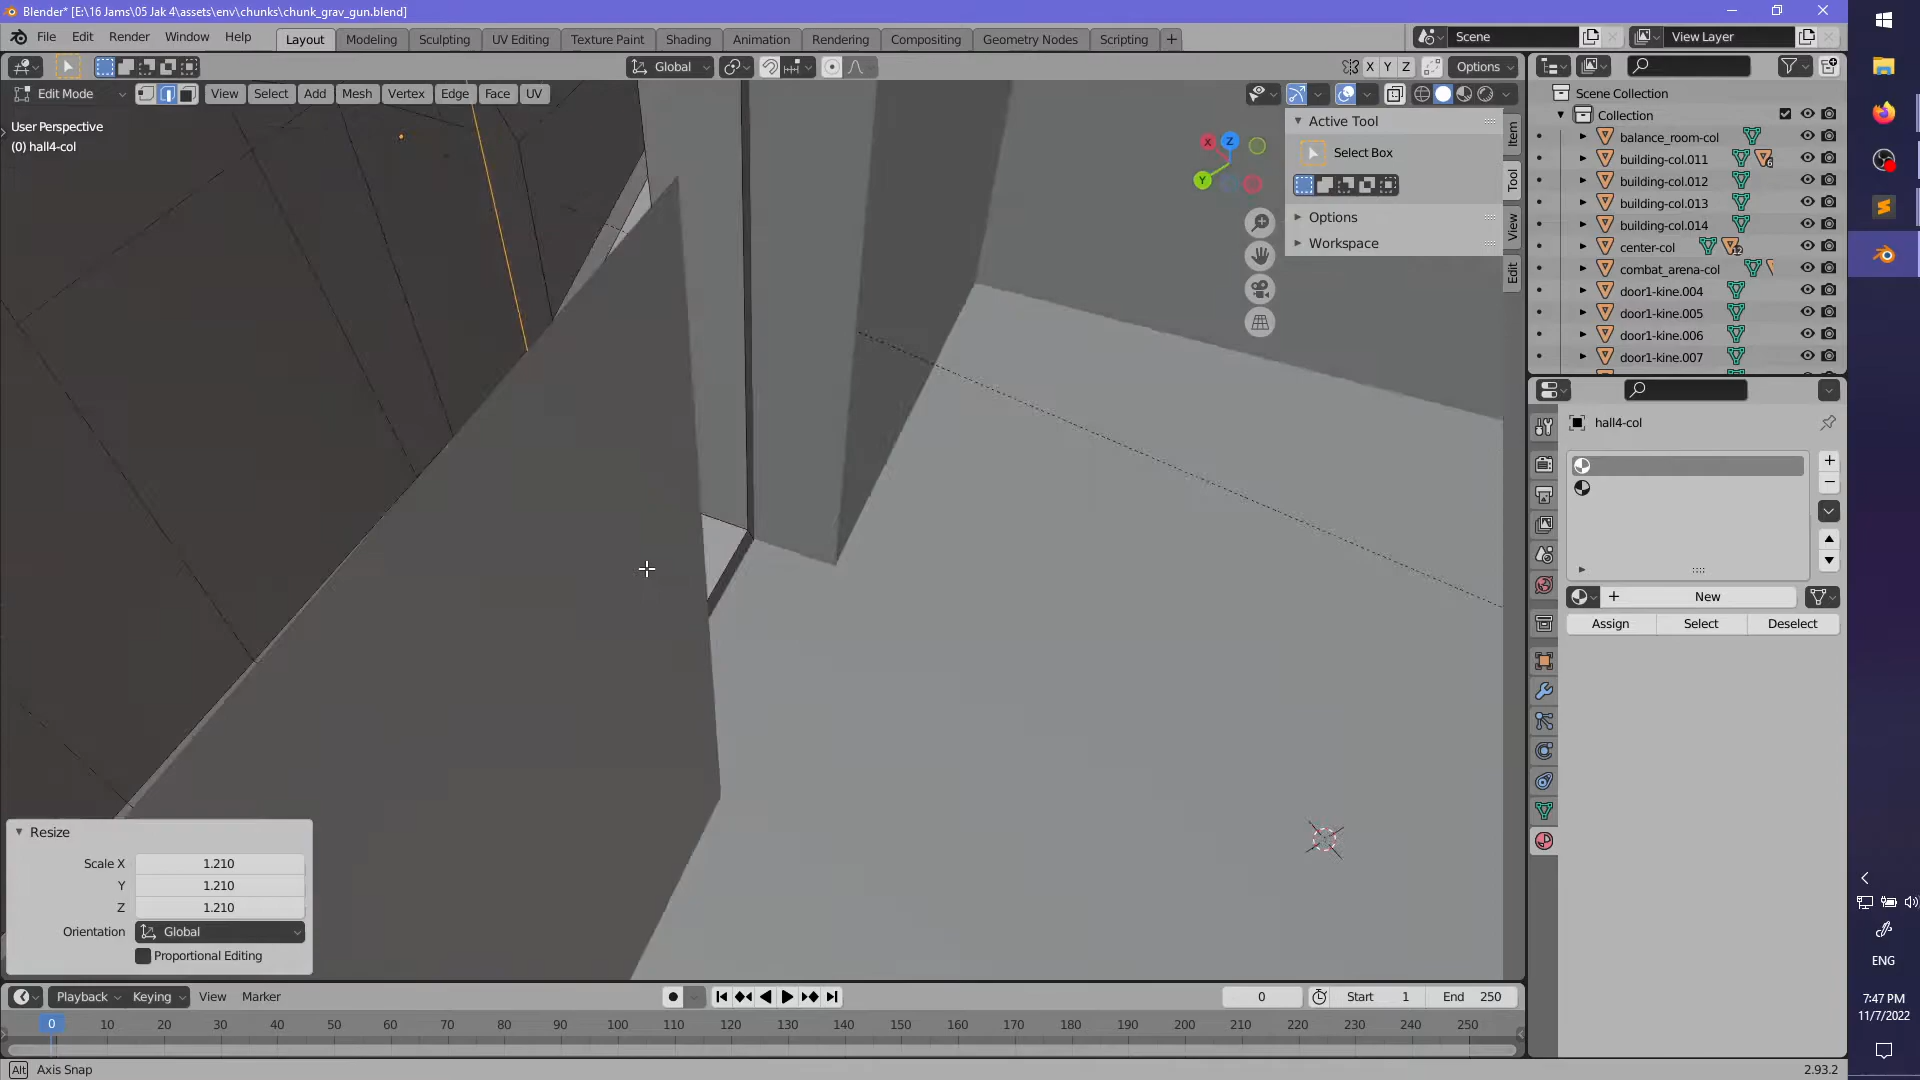 Blender* [E:\16 Jams\05 Jak 4\assets\env\chunks\chunk_grav_gun.blend]
File Edit Render Window Help Layout Modeling Sculpting UV Editing Texture Paint Shading Animation Rendering Compositing Geometry Nodes Scripting + Scene View Layer
Global X Y Z Options
Edit Mode View Select Add Mesh Vertex Edge Face UV
User Perspective
(0) hall4-col
Active Tool
Select Box
Options
Workspace
Item
Tool
View
Edit
X
Z
Y
Scene Collection
Collection
balance_room-col
building-col.011
building-col.012
building-col.013
building-col.014
center-col
combat_arena-col
door1-kine.004
door1-kine.005
door1-kine.006
door1-kine.007
hall4-col
New
Assign Select Deselect
Resize
Scale X 1.210
Y 1.210
Z 1.210
Orientation Global
Proportional Editing
Playback Keying View Marker 0 Start 1 End 250
0 10 20 30 40 50 60 70 80 90 100 110 120 130 140 150 160 170 180 190 200 210 220 230 240 250
Alt Axis Snap 2.93.2
ENG
7:47 PM
11/7/2022